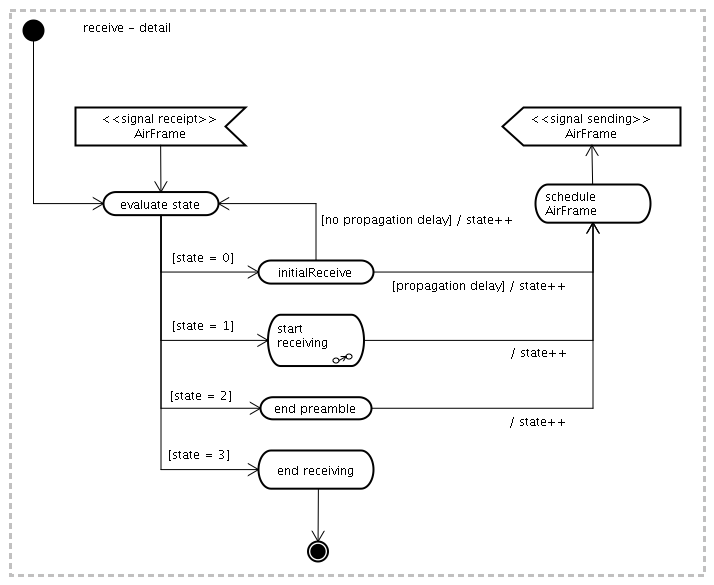 receive – detail
<<signal receipt>>
AirFrame
<<signal sending>>
AirFrame
evaluate state
schedule
AirFrame
[no propagation delay] / state++
[state = 0]
initialReceive
[propagation delay] / state++
[state = 1]
start
receiving
/ state++
[state = 2]
end preamble
/ state++
[state = 3]
end receiving